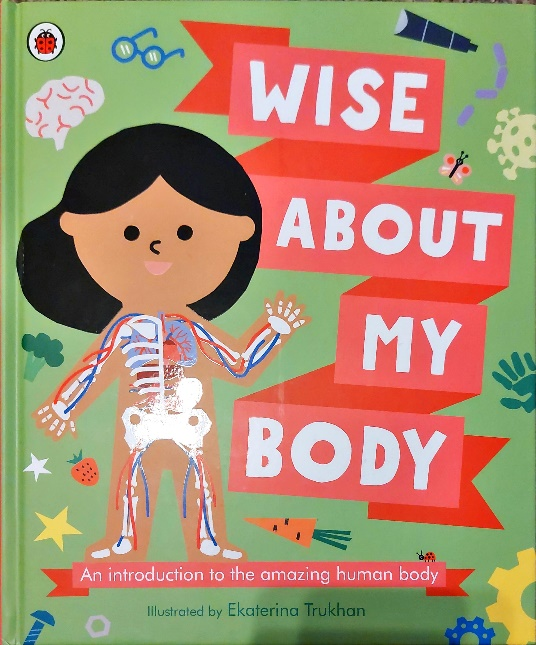 WISE
ABOUT
MY
BODY
An introduction to the amazing human body
Illustrated by Ekaterina Trukhan